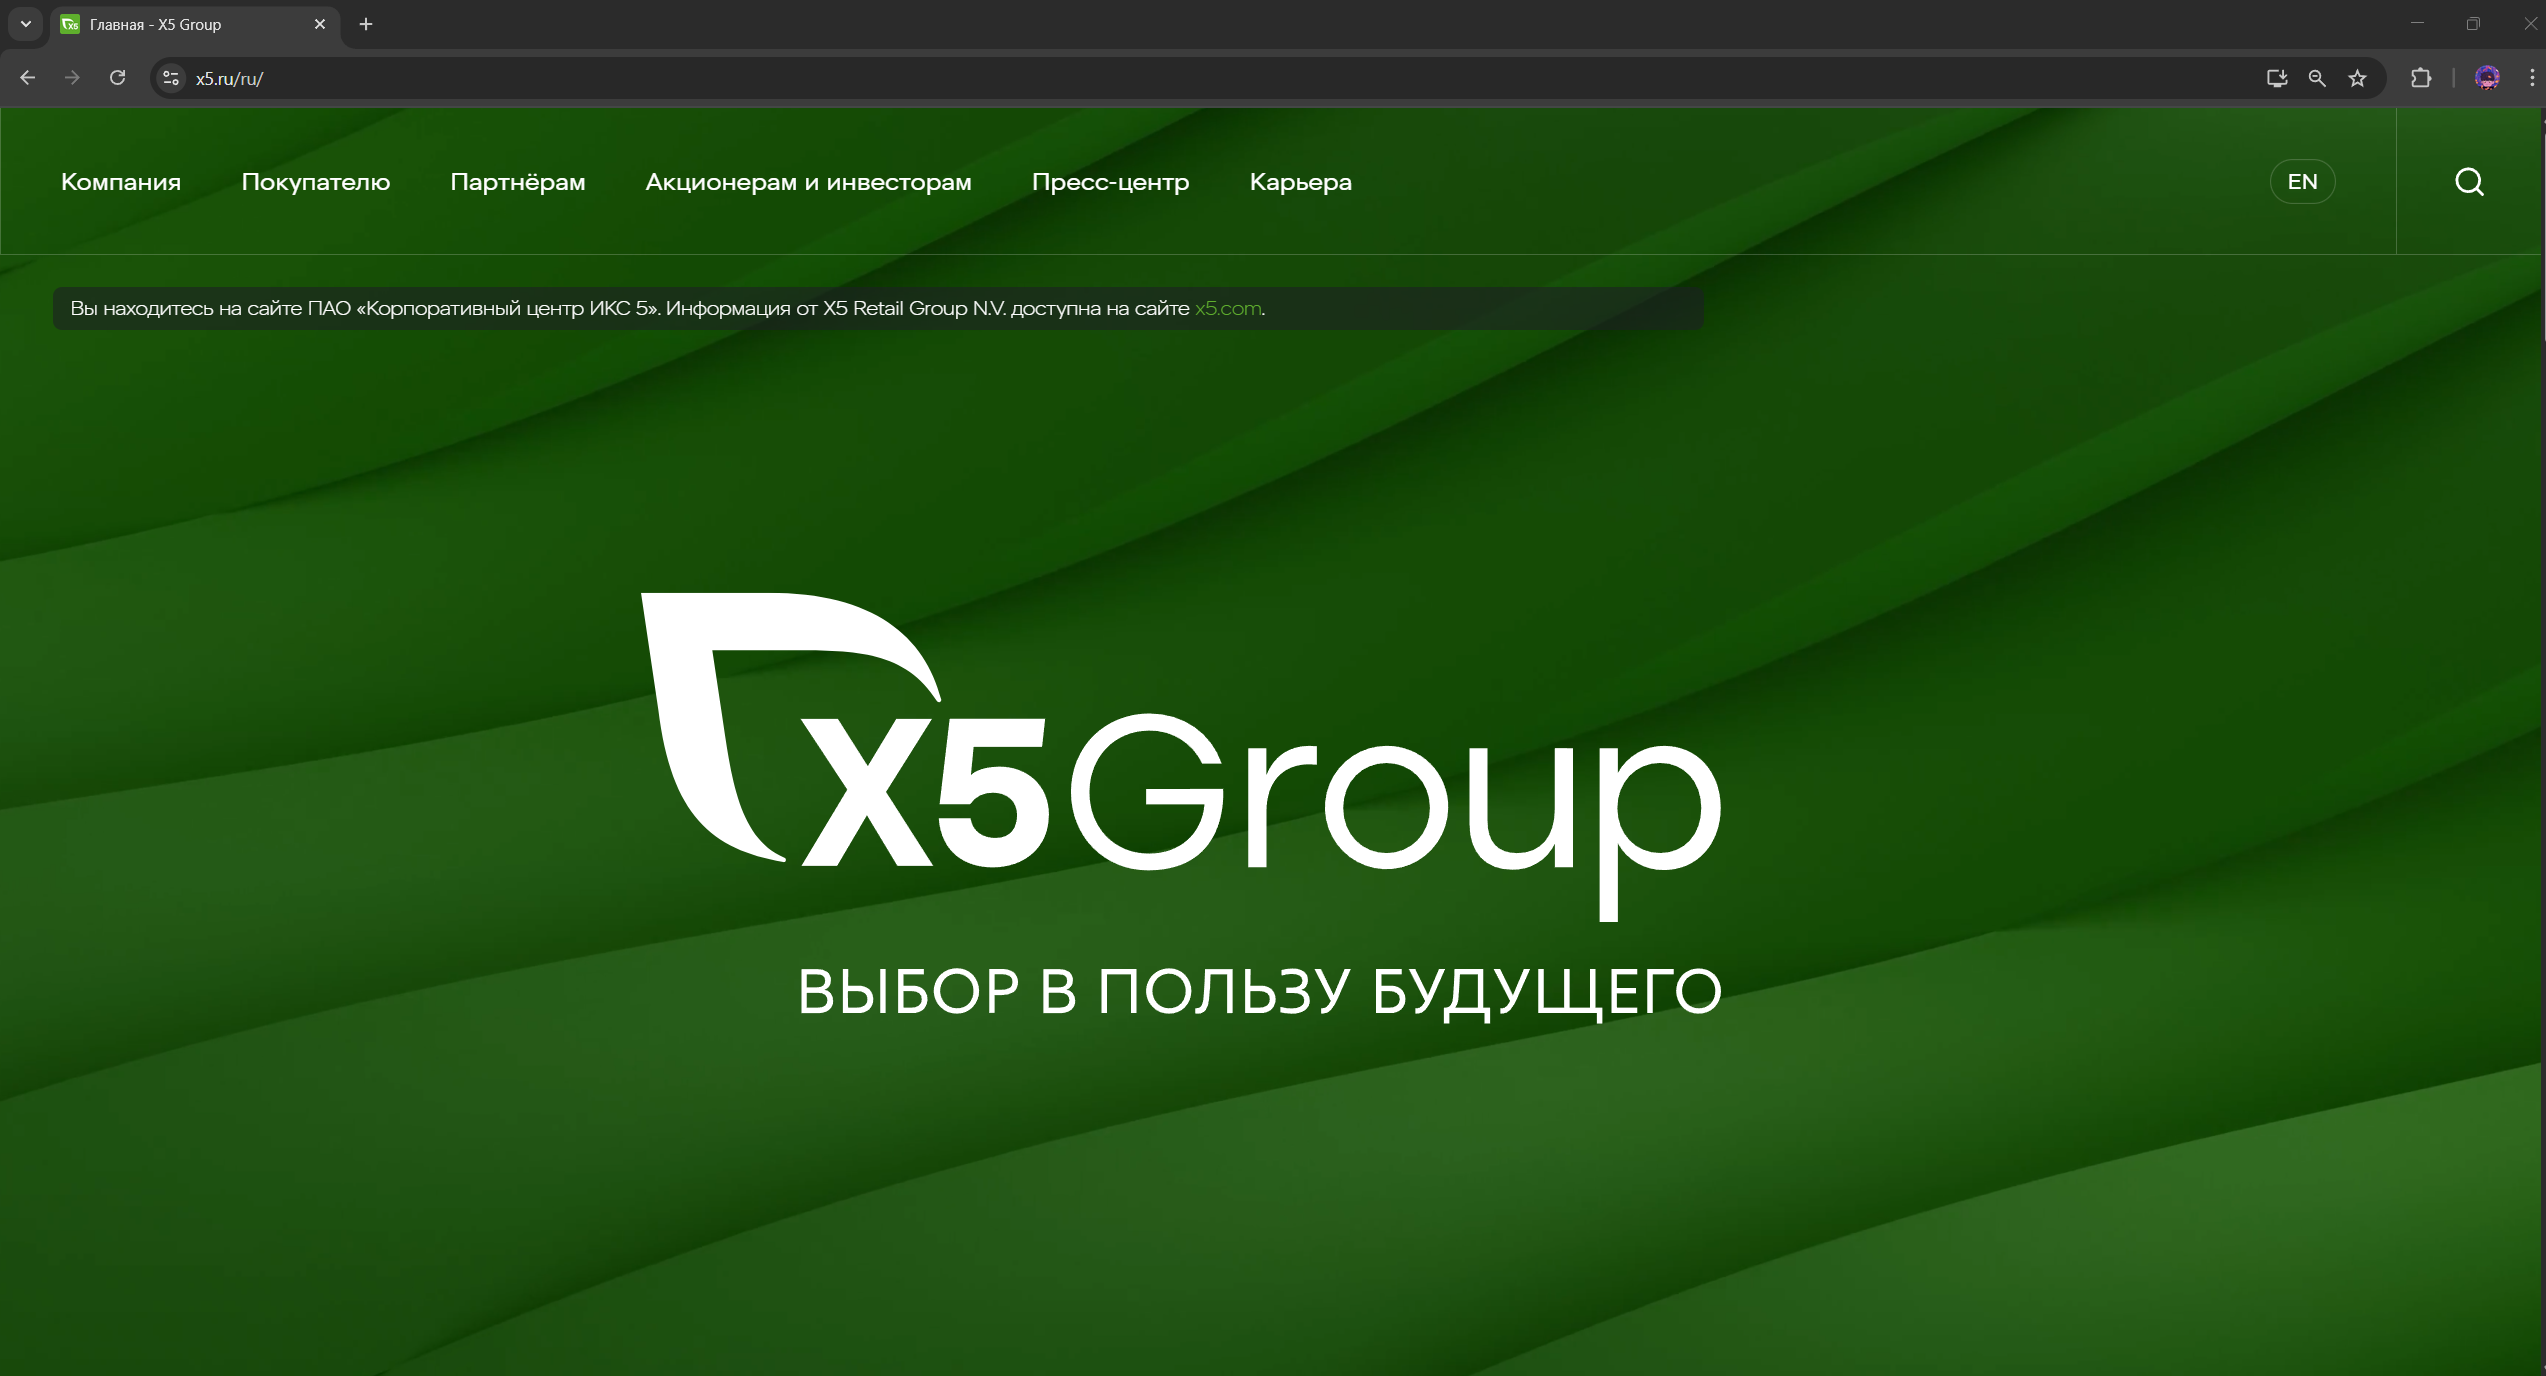 Главная - X5 Group
x5.ru/ru/
Компания Покупателю Партнёрам Акционерам и инвесторам Пресс-центр Карьера EN
Вы находитесь на сайте ПАО «Корпоративный центр ИКС 5». Информация от X5 Retail Group N.V. доступна на сайте x5.com.
X5 Group
ВЫБОР В ПОЛЬЗУ БУДУЩЕГО